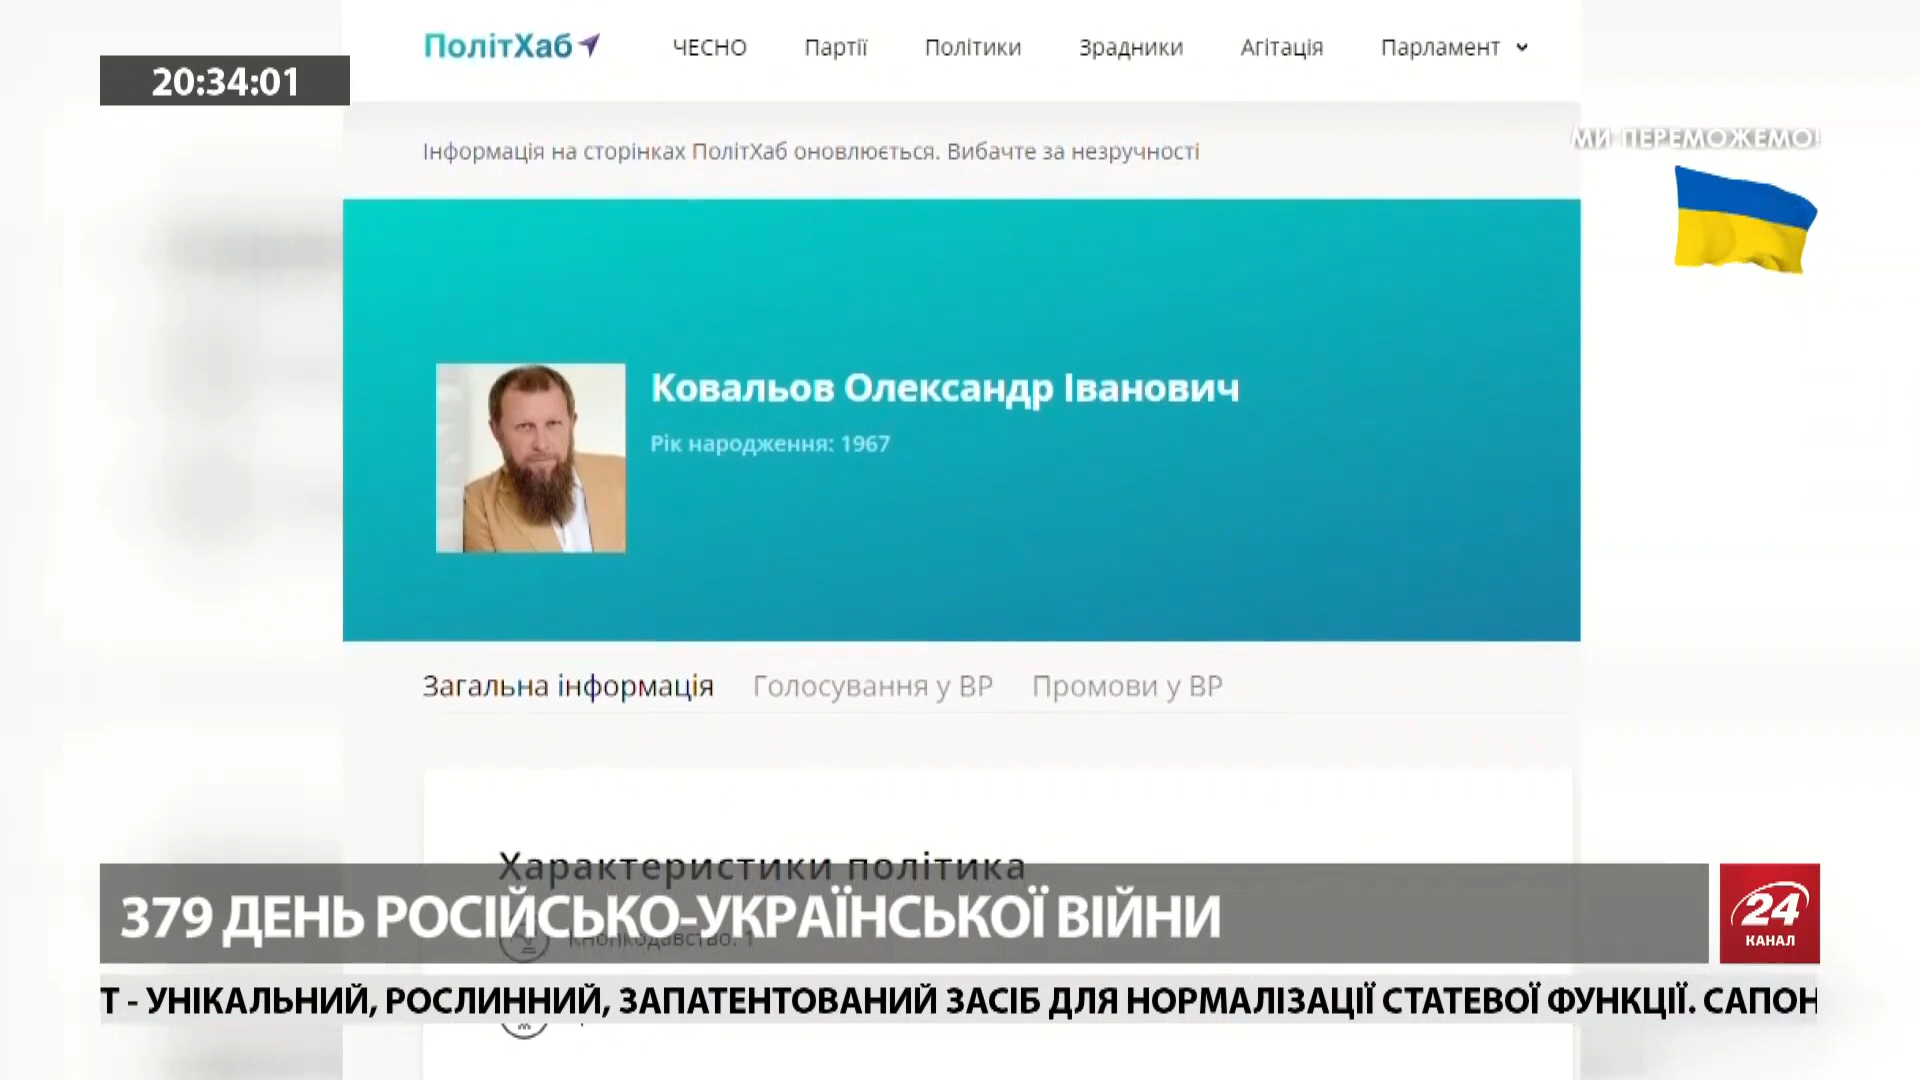 ПолітХаб
ЧЕСНО Партії Політики Зрадники Агітація Парламент
20:34:01
Інформація на сторінках ПолітХаб оновлюється. Вибачте за незручності
МИ ПЕРЕМОЖЕМО!
Ковальов Олександр Іванович
Рік народження: 1967
Загальна інформація Голосування у ВР Промови у ВР
Характеристики політика
379 ДЕНЬ РОСІЙСЬКО-УКРАЇНСЬКОЇ ВІЙНИ
Кнопкодавство: 1
24
КАНАЛ
Т - УНІКАЛЬНИЙ, РОСЛИННИЙ, ЗАПАТЕНТОВАНИЙ ЗАСІБ ДЛЯ НОРМАЛІЗАЦІЇ СТАТЕВОЇ ФУНКЦІЇ. САПОН